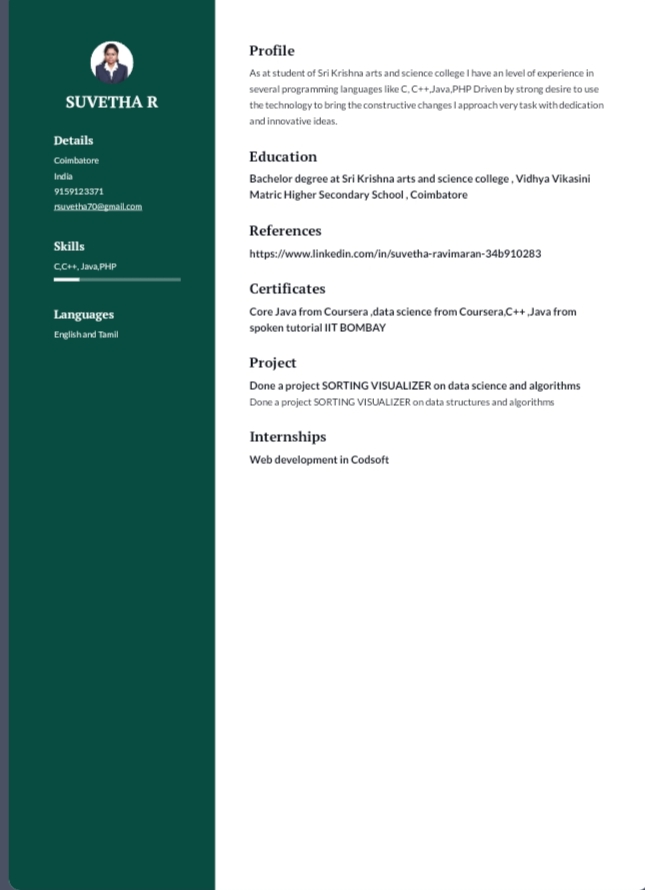 SUVETHA R
Details
Coimbatore
India
9159123371
rsuvetha70@gmail.com
Skills
C,C++, Java,PHP
Languages
English and Tamil
Profile
As at student of Sri Krishna arts and science college I have an level of experience in
several programming languages like C, C++,Java,PHP Driven by strong desire to use
the technology to bring the constructive changes I approach very task with dedication
and innovative ideas.
Education
Bachelor degree at Sri Krishna arts and science college , Vidhya Vikasini
Matric Higher Secondary School , Coimbatore
References
https://www.linkedin.com/in/suvetha-ravimaran-34b910283
Certificates
Core Java from Coursera ,data science from Coursera,C++ ,Java from
spoken tutorial IIT BOMBAY
Project
Done a project SORTING VISUALIZER on data science and algorithms
Done a project SORTING VISUALIZER on data structures and algorithms
Internships
Web development in Codsoft